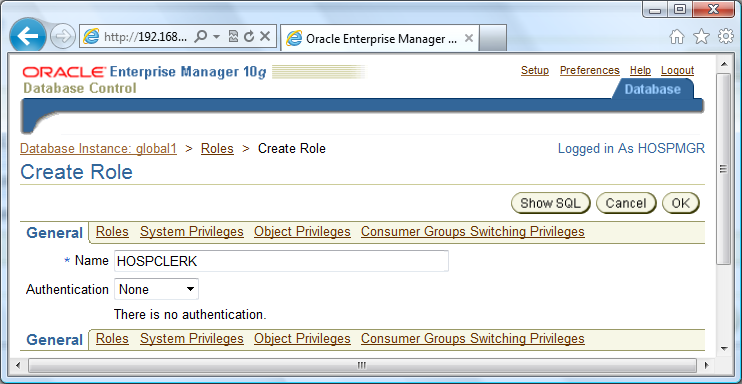 http://192.168...
Oracle Enterprise Manager ...
ORACLE Enterprise Manager 10g
Database Control
Setup Preferences Help Logout
Database
Database Instance: global1 > Roles > Create Role
Logged in As HOSPMGR
Create Role
Show SQL Cancel OK
General Roles System Privileges Object Privileges Consumer Groups Switching Privileges
* Name HOSPCLERK
Authentication None
There is no authentication.
General Roles System Privileges Object Privileges Consumer Groups Switching Privileges